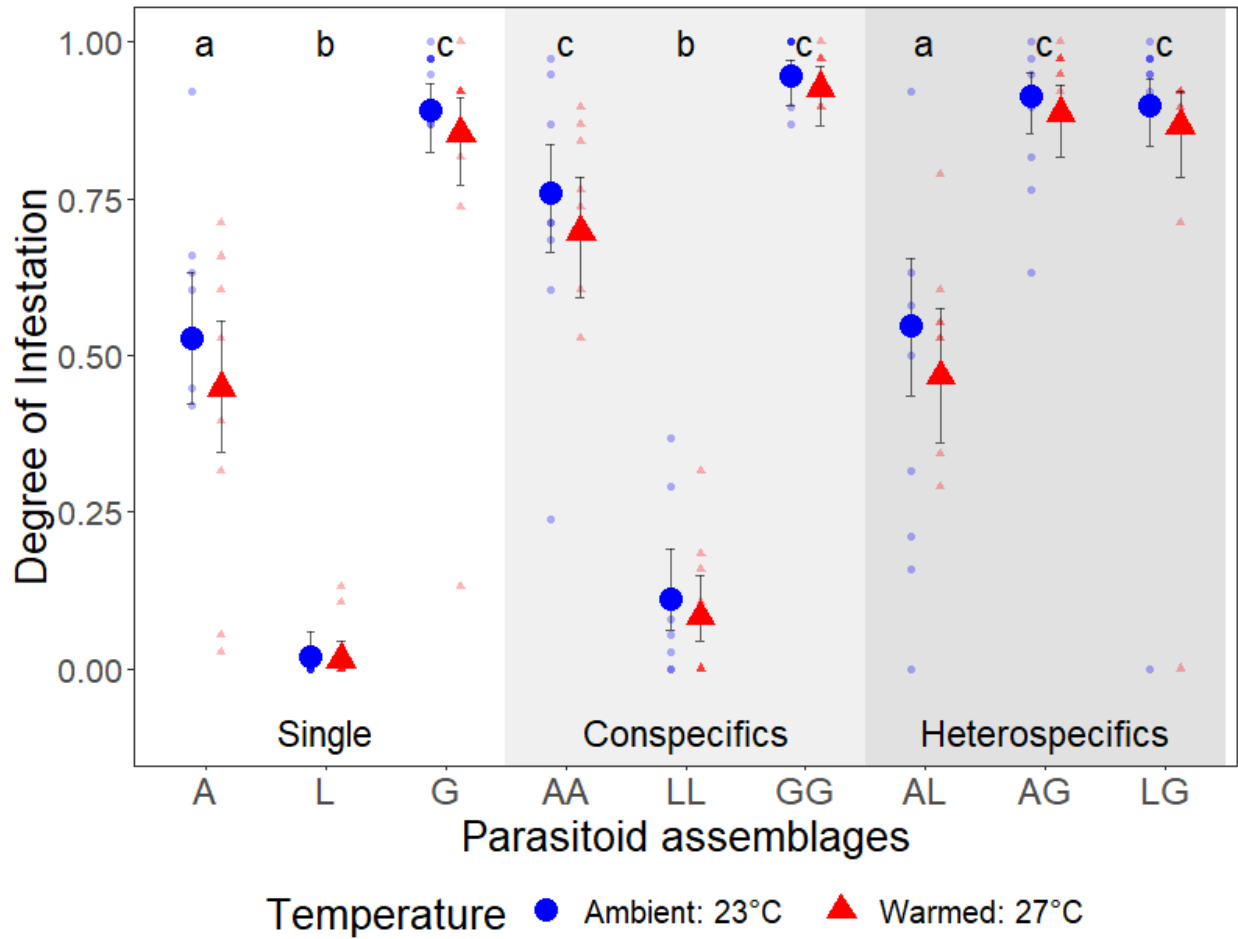 1.00
0.75
0.50
0.25
0.00
Degree of Infestation
a b c c b c a c c
Single Conspecifics Heterospecifics
A L G AA LL GG AL AG LG
Parasitoid assemblages
Temperature Ambient: 23°C Warmed: 27°C